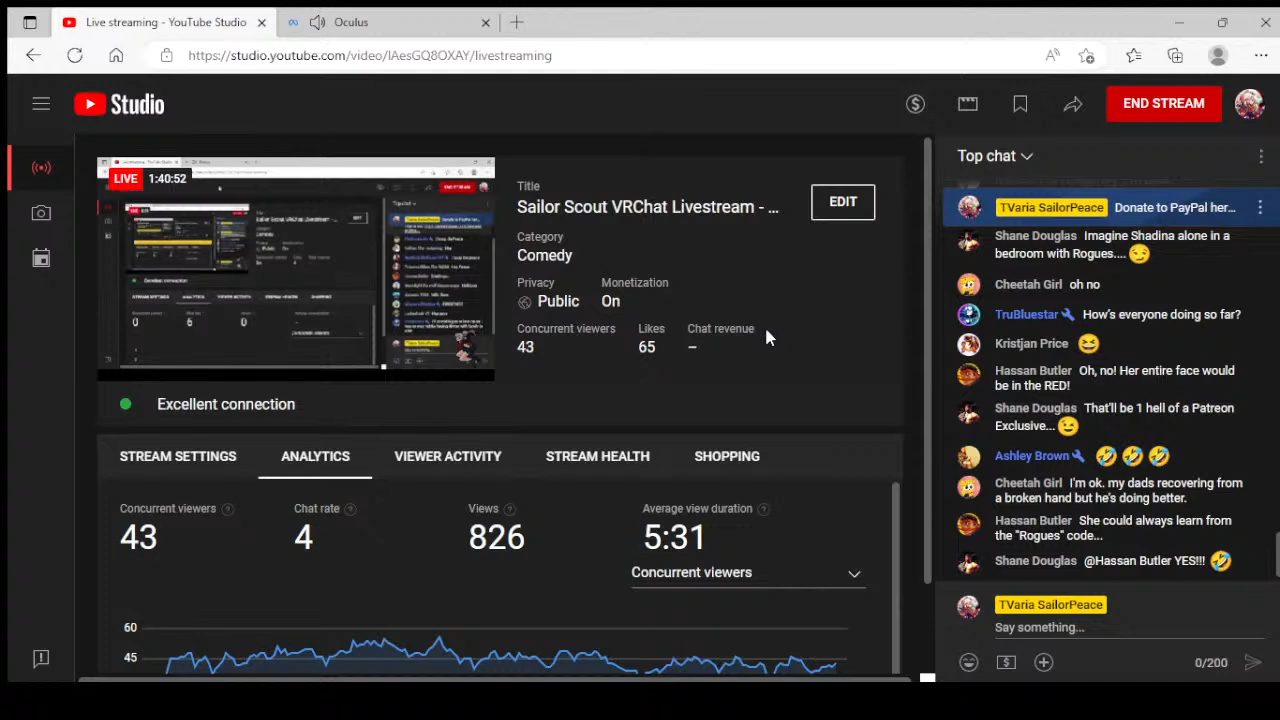 Live streaming - YouTube Studio
Oculus
https://studio.youtube.com/video/lAesGQ8OXAY/livestreaming
Studio
END STREAM
LIVE 1:40:52
Title
Sailor Scout VRChat Livestream - ...
EDIT
Category
Comedy
Privacy
Public
Monetization
On
Concurrent viewers
43
Likes
65
Chat revenue
–
Excellent connection
STREAM SETTINGS
ANALYTICS
VIEWER ACTIVITY
STREAM HEALTH
SHOPPING
Concurrent viewers
43
Chat rate
4
Views
826
Average view duration
5:31
Concurrent viewers
60
45
Top chat
TVaria SailorPeace Donate to PayPal her...
Shane Douglas Imagine Shadina alone in a
bedroom with Rogues.... 😏
Cheetah Girl oh no
TruBluestar How's everyone doing so far?
Kristjan Price 😆
Hassan Butler Oh, no! Her entire face would
be in the RED!
Shane Douglas That'll be 1 hell of a Patreon
Exclusive... 😉
Ashley Brown 🤣 🤣 🤣
Cheetah Girl I'm ok. my dads recovering from
a broken hand but he's doing better.
Hassan Butler She could always learn from
the "Rogues" code...
Shane Douglas @Hassan Butler YES!!! 🤣
TVaria SailorPeace
Say something...
0/200